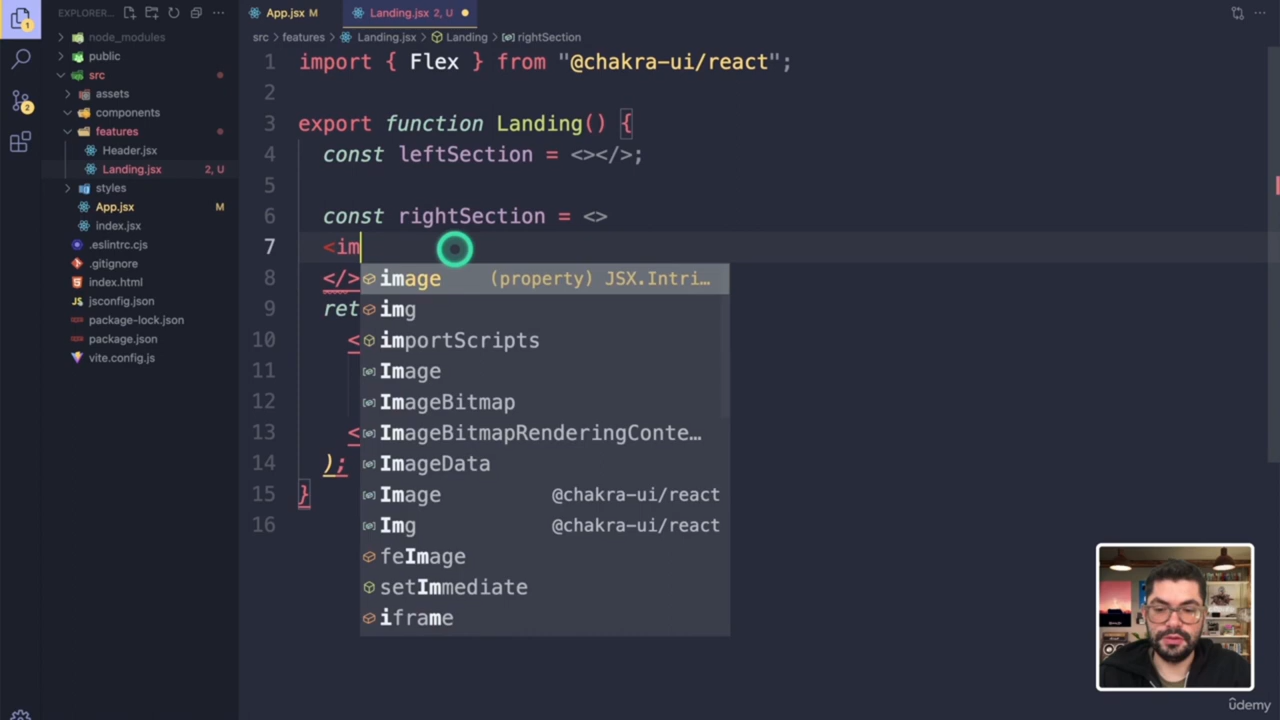 EXPLORER...
node_modules
public
src
assets
components
features
Header.jsx
Landing.jsx 2, U
styles
App.jsx M
index.jsx
.eslintrc.cjs
.gitignore
index.html
jsconfig.json
package-lock.json
package.json
vite.config.js
1
2
App.jsx M
Landing.jsx 2, U
src > features > Landing.jsx > Landing > rightSection
1 import { Flex } from "@chakra-ui/react";
2
3 export function Landing() {
4 const leftSection = <></>;
5
6 const rightSection = <>
7 <im
8 </>
9 ret
10 <
11
12
13 <
14 );
15 }
16
image (property) JSX.Intri…
img
importScripts
Image
ImageBitmap
ImageBitmapRenderingConte…
ImageData
Image @chakra-ui/react
Img @chakra-ui/react
feImage
setImmediate
iframe
ûdemy